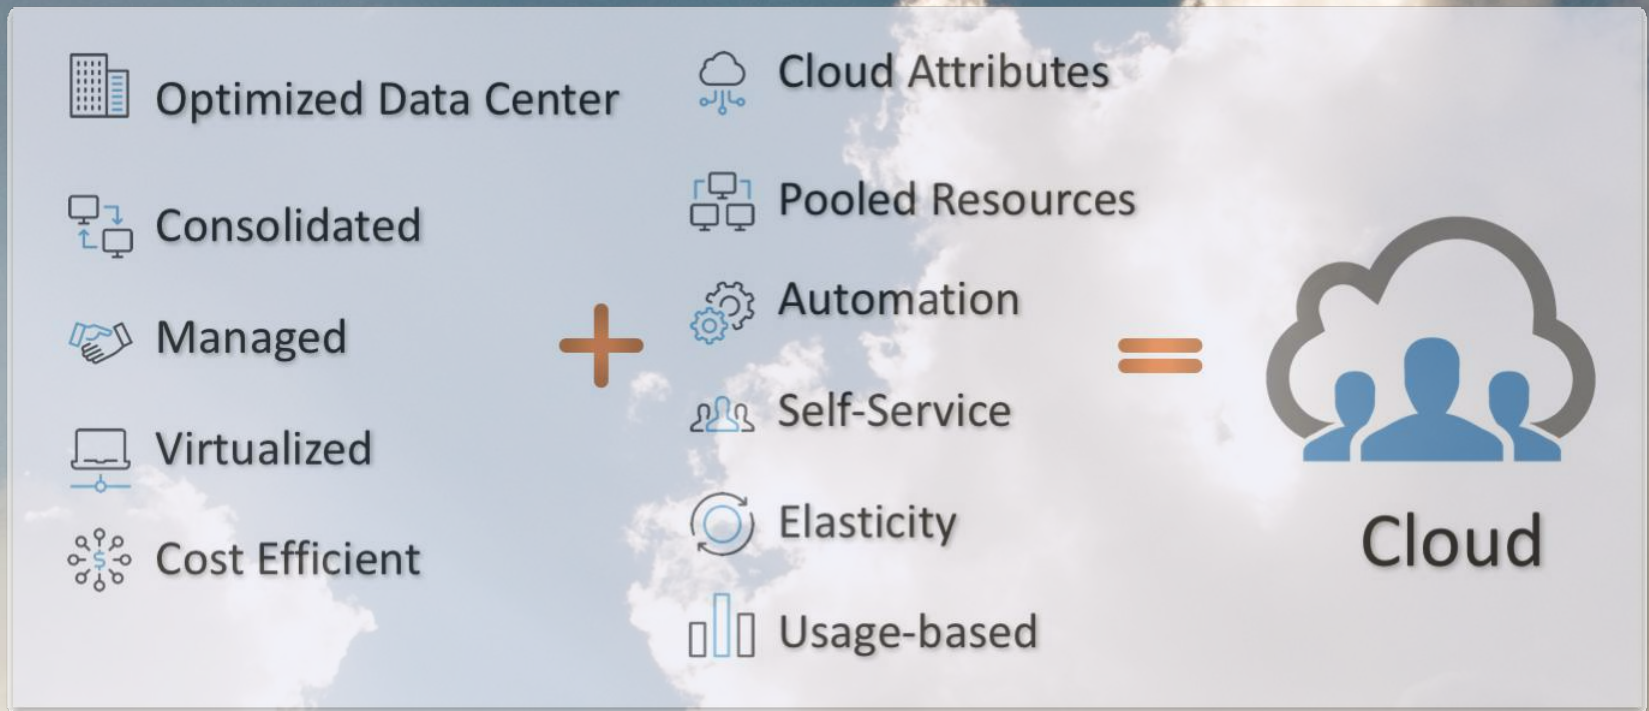 Optimized Data Center
Consolidated
Managed
Virtualized
Cost Efficient
+
Cloud Attributes
Pooled Resources
Automation
Self-Service
Elasticity
Usage-based
=
Cloud